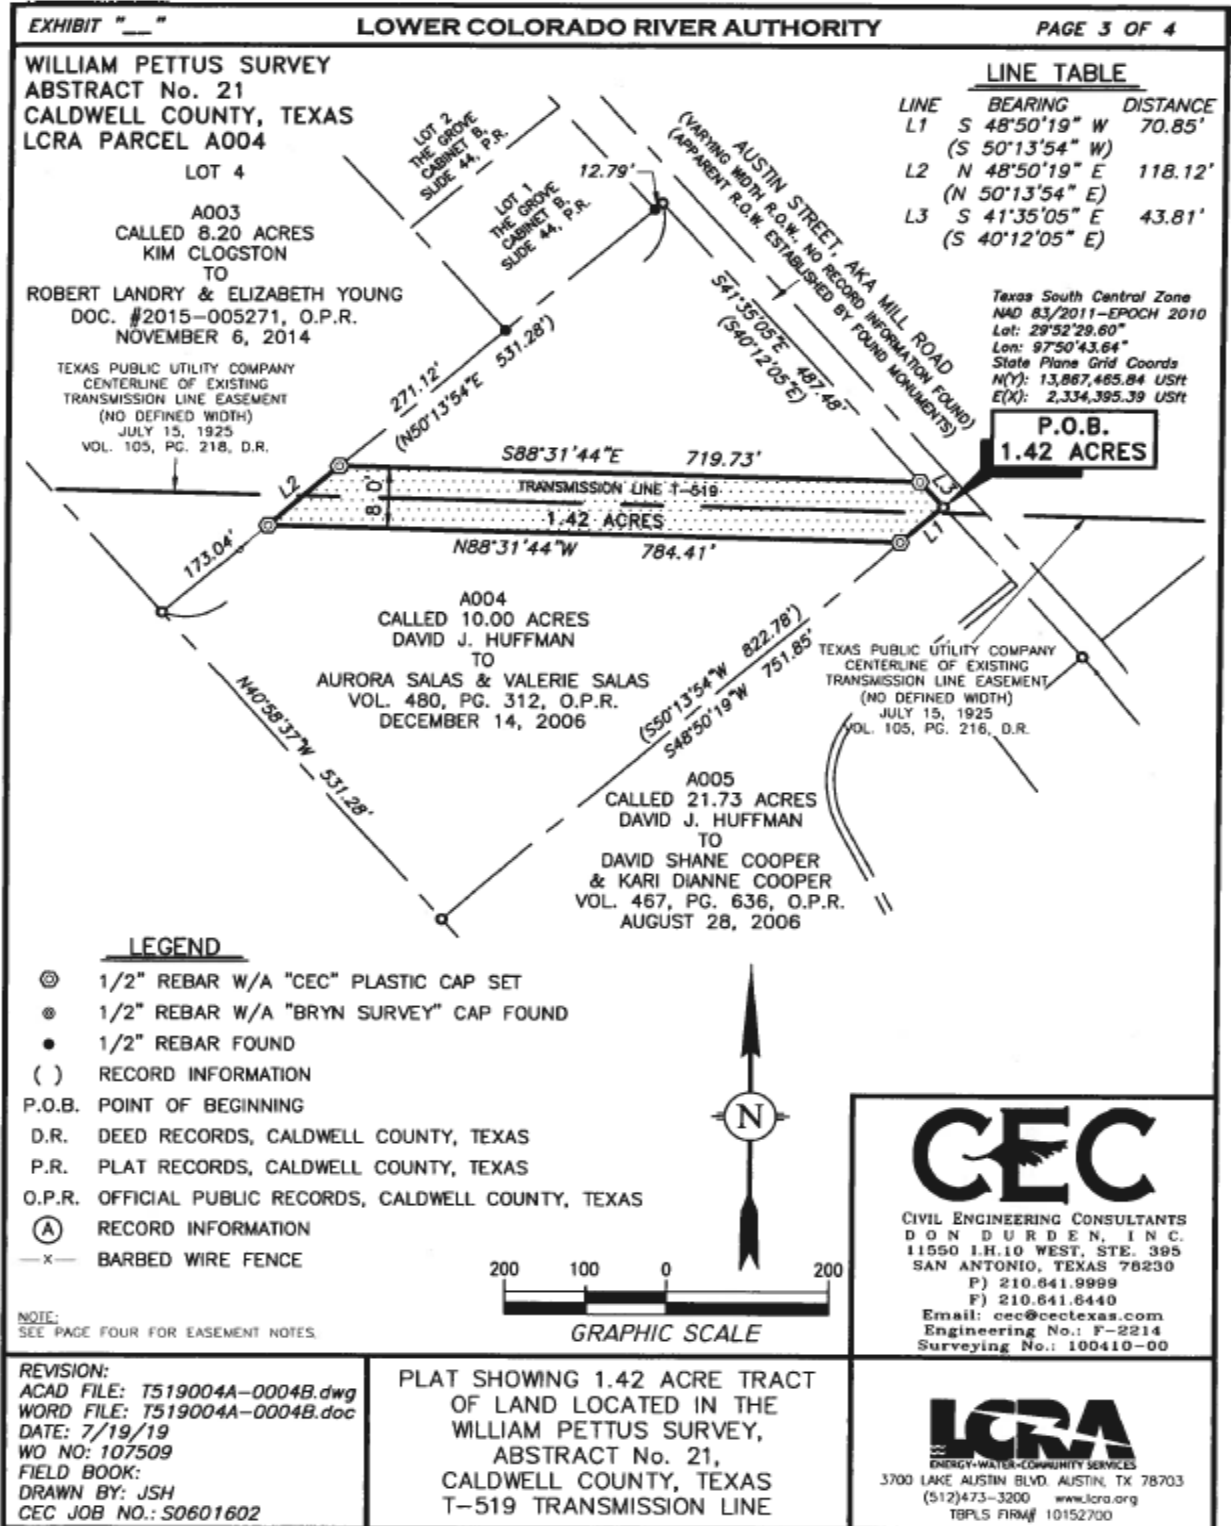 EXHIBIT "__"
LOWER COLORADO RIVER AUTHORITY
PAGE 3 OF 4
WILLIAM PETTUS SURVEY
ABSTRACT No. 21
CALDWELL COUNTY, TEXAS
LCRA PARCEL A004
LOT 4
A003
CALLED 8.20 ACRES
KIM CLOGSTON
TO
ROBERT LANDRY & ELIZABETH YOUNG
DOC. #2015-005271, O.P.R.
NOVEMBER 6, 2014
TEXAS PUBLIC UTILITY COMPANY
CENTERLINE OF EXISTING
TRANSMISSION LINE EASEMENT
(NO DEFINED WIDTH)
JULY 15, 1925
VOL. 105, PG. 218, D.R.
LOT 2
THE GROVE
CABINET B,
SLIDE 44, P.R.
LOT 1
THE GROVE
CABINET B,
SLIDE 44, P.R.
12.79'
AUSTIN STREET, AKA MILL ROAD
(VARYING WIDTH R.O.W., NO RECORD INFORMATION FOUND)
(APPARENT R.O.W. ESTABLISHED BY FOUND MONUMENTS)
LINE TABLE
LINE BEARING DISTANCE
L1 S 48°50'19" W 70.85'
(S 50°13'54" W)
L2 N 48°50'19" E 118.12'
(N 50°13'54" E)
L3 S 41°35'05" E 43.81'
(S 40°12'05" E)
Texas South Central Zone
NAD 83/2011-EPOCH 2010
Lat: 29°52'29.60"
Lon: 97°50'43.64"
State Plane Grid Coords
N(Y): 13,867,465.84 USft
E(X): 2,334,395.39 USft
P.O.B.
1.42 ACRES
S41°35'05"E 487.48'
(S40°12'05"E)
271.12'
(N50°13'54"E 531.28')
S88°31'44"E 719.73'
TRANSMISSION LINE T-519
80'
1.42 ACRES
N88°31'44"W 784.41'
L2
L3
L1
173.04'
A004
CALLED 10.00 ACRES
DAVID J. HUFFMAN
TO
AURORA SALAS & VALERIE SALAS
VOL. 480, PG. 312, O.P.R.
DECEMBER 14, 2006
N40°58'37"W 531.28'
(S50°13'54"W 822.78')
S48°50'19"W 751.85'
TEXAS PUBLIC UTILITY COMPANY
CENTERLINE OF EXISTING
TRANSMISSION LINE EASEMENT
(NO DEFINED WIDTH)
JULY 15, 1925
VOL. 105, PG. 216, D.R.
A005
CALLED 21.73 ACRES
DAVID J. HUFFMAN
TO
DAVID SHANE COOPER
& KARI DIANNE COOPER
VOL. 467, PG. 636, O.P.R.
AUGUST 28, 2006
LEGEND
1/2" REBAR W/A "CEC" PLASTIC CAP SET
1/2" REBAR W/A "BRYN SURVEY" CAP FOUND
1/2" REBAR FOUND
( ) RECORD INFORMATION
P.O.B. POINT OF BEGINNING
D.R. DEED RECORDS, CALDWELL COUNTY, TEXAS
P.R. PLAT RECORDS, CALDWELL COUNTY, TEXAS
O.P.R. OFFICIAL PUBLIC RECORDS, CALDWELL COUNTY, TEXAS
A RECORD INFORMATION
—x— BARBED WIRE FENCE
NOTE:
SEE PAGE FOUR FOR EASEMENT NOTES.
N
200 100 0 200
GRAPHIC SCALE
CEC
CIVIL ENGINEERING CONSULTANTS
DON DURDEN, INC.
11550 I.H.10 WEST, STE. 395
SAN ANTONIO, TEXAS 78230
P) 210.641.9999
F) 210.641.6440
Email: cec@cectexas.com
Engineering No.: F-2214
Surveying No.: 100410-00
REVISION:
ACAD FILE: T519004A-0004B.dwg
WORD FILE: T519004A-0004B.doc
DATE: 7/19/19
WO NO: 107509
FIELD BOOK:
DRAWN BY: JSH
CEC JOB NO.: S0601602
PLAT SHOWING 1.42 ACRE TRACT
OF LAND LOCATED IN THE
WILLIAM PETTUS SURVEY,
ABSTRACT No. 21,
CALDWELL COUNTY, TEXAS
T-519 TRANSMISSION LINE
LCRA
ENERGY•WATER•COMMUNITY SERVICES
3700 LAKE AUSTIN BLVD. AUSTIN, TX 78703
(512)473-3200 www.lcra.org
TBPLS FIRM# 10152700